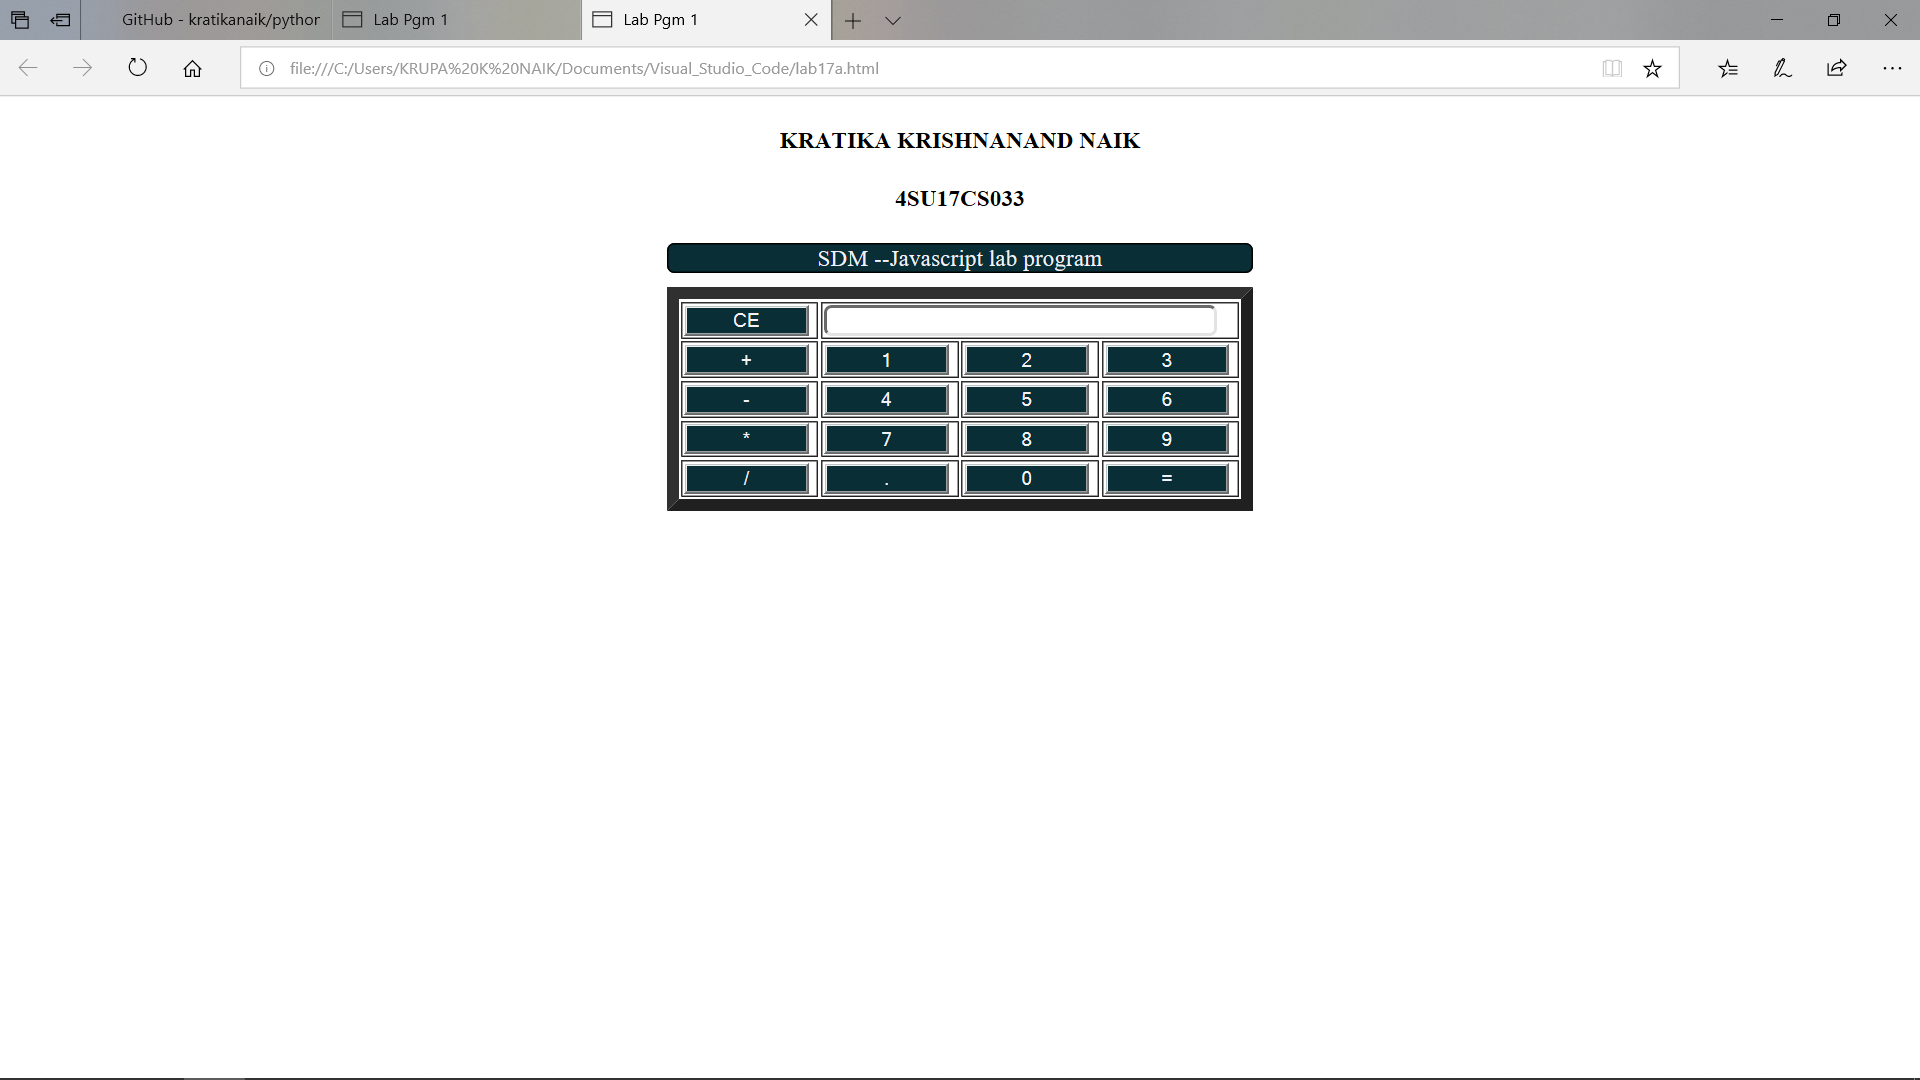 GitHub - kratikanaik/pythor
Lab Pgm 1
Lab Pgm 1
file:///C:/Users/KRUPA%20K%20NAIK/Documents/Visual_Studio_Code/lab17a.html
KRATIKA KRISHNANAND NAIK
4SU17CS033
SDM --Javascript lab program
CE
+ 1 2 3
- 4 5 6
* 7 8 9
/ . 0 =